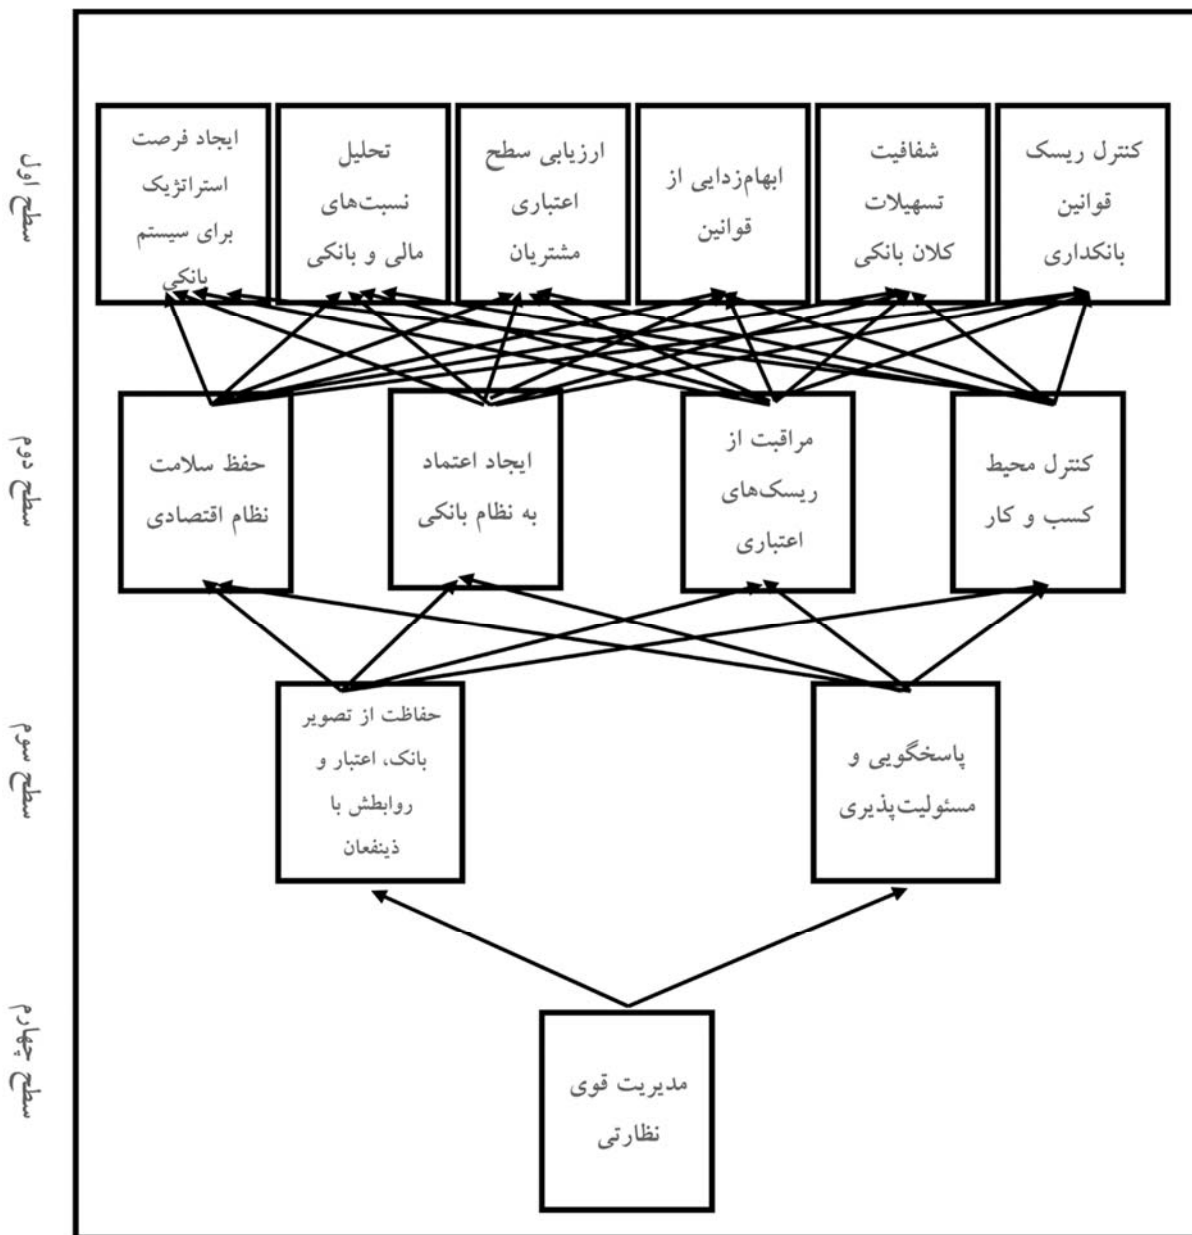 سطح اول
کنترل ریسک
قوانین
بانکداری
شفافیت
تسهیلات
کلان بانکی
ابهام‌زدایی از
قوانین
ارزیابی سطح
اعتباری
مشتریان
تحلیل
نسبت‌های
مالی و بانکی
ایجاد فرصت
استراتژیک
برای سیستم
بانکی
سطح دوم
کنترل محیط
کسب و کار
مراقبت از
ریسک‌های
اعتباری
ایجاد اعتماد
به نظام بانکی
حفظ سلامت
نظام اقتصادی
سطح سوم
پاسخگویی و
مسئولیت‌پذیری
حفاظت از تصویر
بانک، اعتبار و
روابطش با
ذینفعان
سطح چهارم
مدیریت قوی
نظارتی